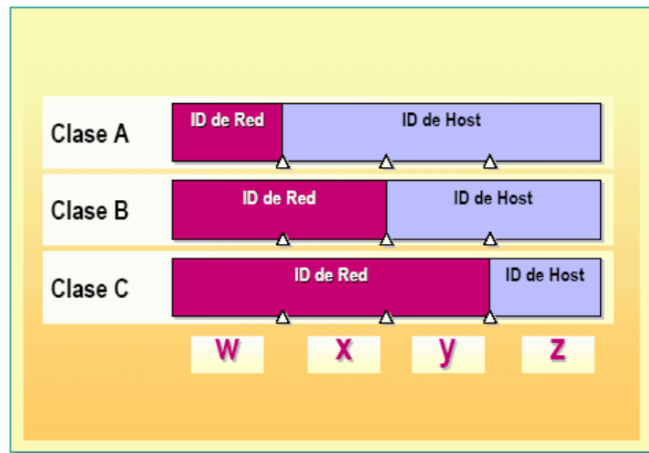 Clase A
ID de Red
ID de Host
Clase B
ID de Red
ID de Host
Clase C
ID de Red
ID de Host
w x y z